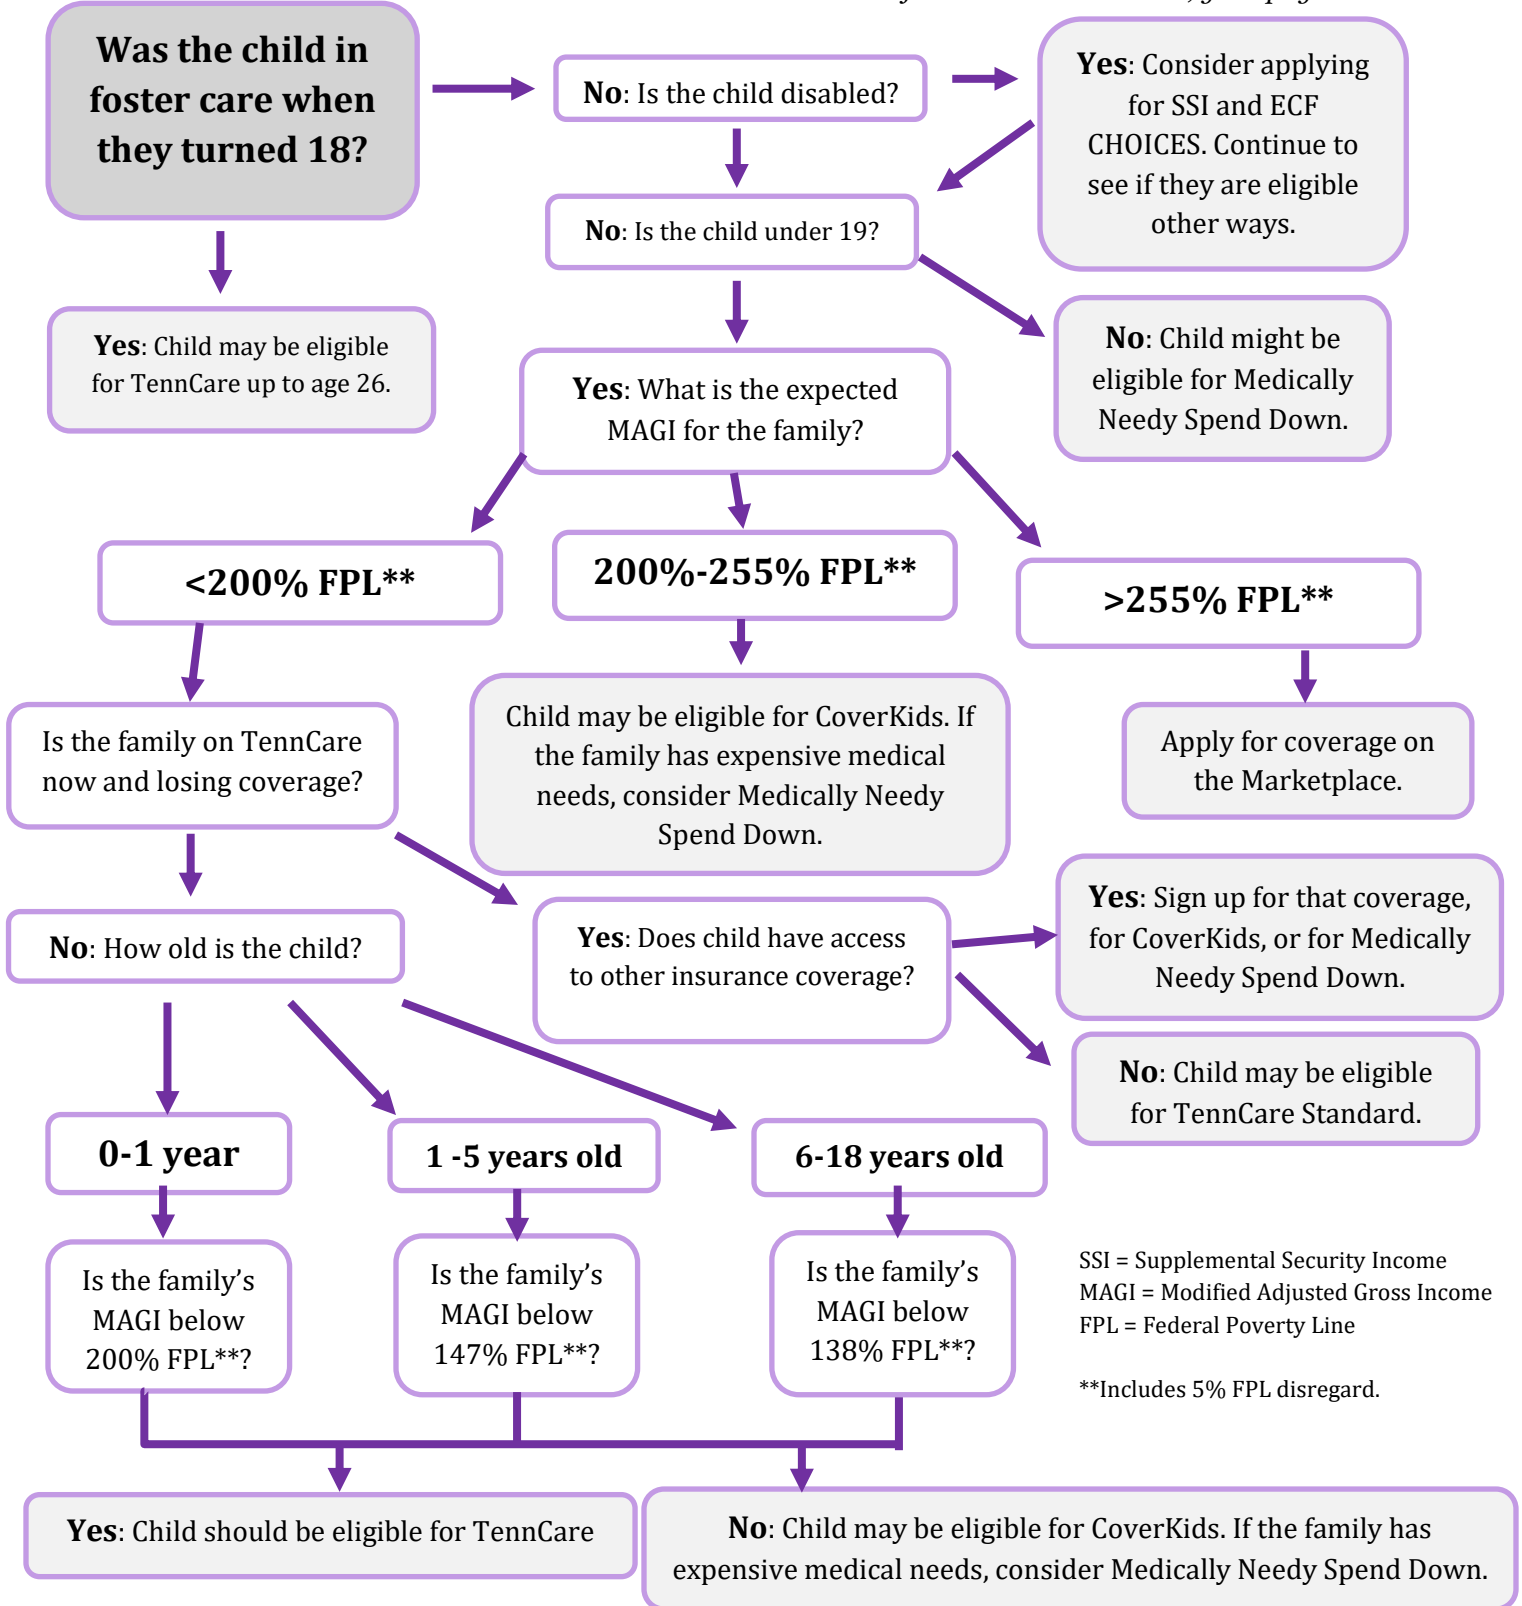 Was the child in
foster care when
they turned 18?
No: Is the child disabled?
Yes: Consider applying
for SSI and ECF
CHOICES. Continue to
see if they are eligible
other ways.
No: Is the child under 19?
Yes: Child may be eligible
for TennCare up to age 26.
No: Child might be
eligible for Medically
Needy Spend Down.
Yes: What is the expected
MAGI for the family?
<200% FPL**
200%-255% FPL**
>255% FPL**
Is the family on TennCare
now and losing coverage?
Child may be eligible for CoverKids. If
the family has expensive medical
needs, consider Medically Needy
Spend Down.
Apply for coverage on
the Marketplace.
No: How old is the child?
Yes: Does child have access
to other insurance coverage?
Yes: Sign up for that coverage,
for CoverKids, or for Medically
Needy Spend Down.
No: Child may be eligible
for TennCare Standard.
0-1 year
1 -5 years old
6-18 years old
Is the family's
MAGI below
200% FPL**?
Is the family's
MAGI below
147% FPL**?
Is the family's
MAGI below
138% FPL**?
SSI = Supplemental Security Income
MAGI = Modified Adjusted Gross Income
FPL = Federal Poverty Line
**Includes 5% FPL disregard.
Yes: Child should be eligible for TennCare
No: Child may be eligible for CoverKids. If the family has
expensive medical needs, consider Medically Needy Spend Down.